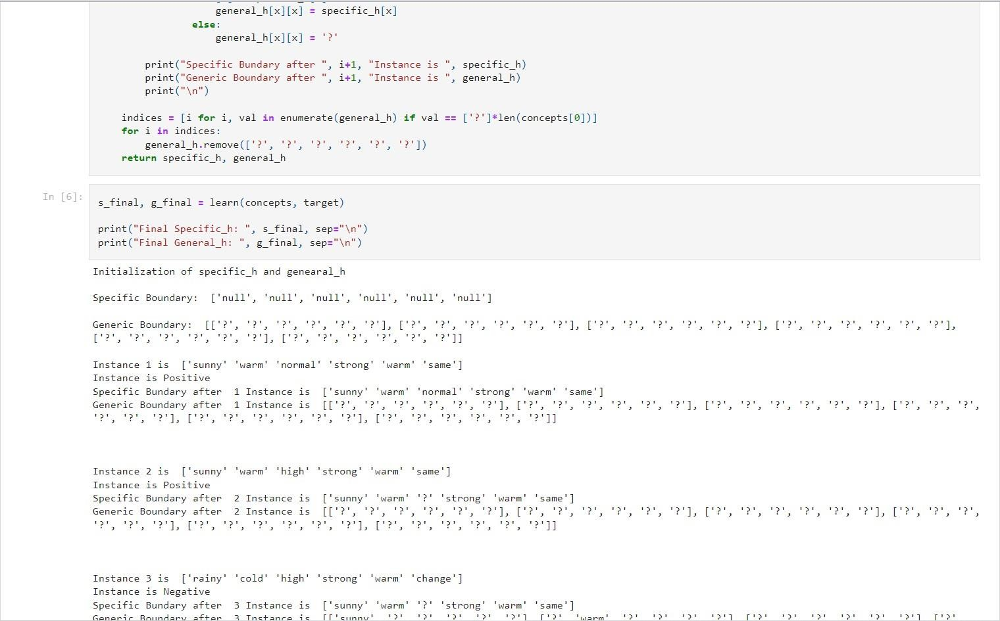 general_h[x][x] = specific_h[x]
else:
general_h[x][x] = '?'
print("Specific Bundary after ", i+1, "Instance is ", specific_h)
print("Generic Boundary after ", i+1, "Instance is ", general_h)
print("\n")
indices = [i for i, val in enumerate(general_h) if val == ['?']*len(concepts[0])]
for i in indices:
general_h.remove(['?', '?', '?', '?', '?', '?'])
return specific_h, general_h
In [6]:
s_final, g_final = learn(concepts, target)
print("Final Specific_h: ", s_final, sep="\n")
print("Final General_h: ", g_final, sep="\n")
Initialization of specific_h and genearal_h
Specific Boundary:  ['null', 'null', 'null', 'null', 'null', 'null']
Generic Boundary:  [['?', '?', '?', '?', '?', '?'], ['?', '?', '?', '?', '?', '?'], ['?', '?', '?', '?', '?', '?'], ['?', '?', '?', '?', '?', '?'],
['?', '?', '?', '?', '?', '?'], ['?', '?', '?', '?', '?', '?']]
Instance 1 is  ['sunny' 'warm' 'normal' 'strong' 'warm' 'same']
Instance is Positive
Specific Bundary after  1 Instance is  ['sunny' 'warm' 'normal' 'strong' 'warm' 'same']
Generic Boundary after  1 Instance is  [['?', '?', '?', '?', '?', '?'], ['?', '?', '?', '?', '?', '?'], ['?', '?', '?', '?', '?', '?'], ['?', '?', '?',
'?', '?', '?'], ['?', '?', '?', '?', '?', '?'], ['?', '?', '?', '?', '?', '?']]
Instance 2 is  ['sunny' 'warm' 'high' 'strong' 'warm' 'same']
Instance is Positive
Specific Bundary after  2 Instance is  ['sunny' 'warm' '?' 'strong' 'warm' 'same']
Generic Boundary after  2 Instance is  [['?', '?', '?', '?', '?', '?'], ['?', '?', '?', '?', '?', '?'], ['?', '?', '?', '?', '?', '?'], ['?', '?', '?',
'?', '?', '?'], ['?', '?', '?', '?', '?', '?'], ['?', '?', '?', '?', '?', '?']]
Instance 3 is  ['rainy' 'cold' 'high' 'strong' 'warm' 'change']
Instance is Negative
Specific Bundary after  3 Instance is  ['sunny' 'warm' '?' 'strong' 'warm' 'same']
Generic Boundary after  3 Instance is  [['sunny', '?', '?', '?', '?', '?'], ['?', 'warm', '?', '?', '?', '?'], ['?', '?', '?', '?', '?', '?'], ['?',